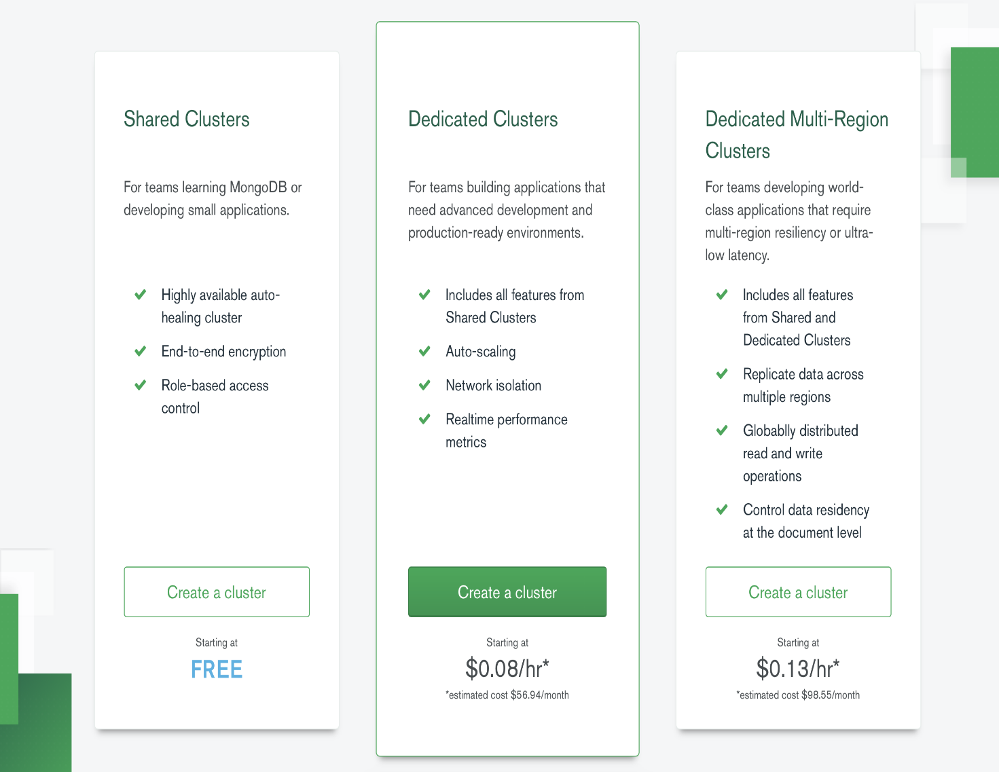 Shared Clusters
For teams learning MongoDB or
developing small applications.
Highly available auto-
healing cluster
End-to-end encryption
Role-based access
control
Create a cluster
Starting at
FREE
Dedicated Clusters
For teams building applications that
need advanced development and
production-ready environments.
Includes all features from
Shared Clusters
Auto-scaling
Network isolation
Realtime performance
metrics
Create a cluster
Starting at
$0.08/hr*
*estimated cost $56.94/month
Dedicated Multi-Region
Clusters
For teams developing world-
class applications that require
multi-region resiliency or ultra-
low latency.
Includes all features
from Shared and
Dedicated Clusters
Replicate data across
multiple regions
Globablly distributed
read and write
operations
Control data residency
at the document level
Create a cluster
Starting at
$0.13/hr*
*estimated cost $98.55/month